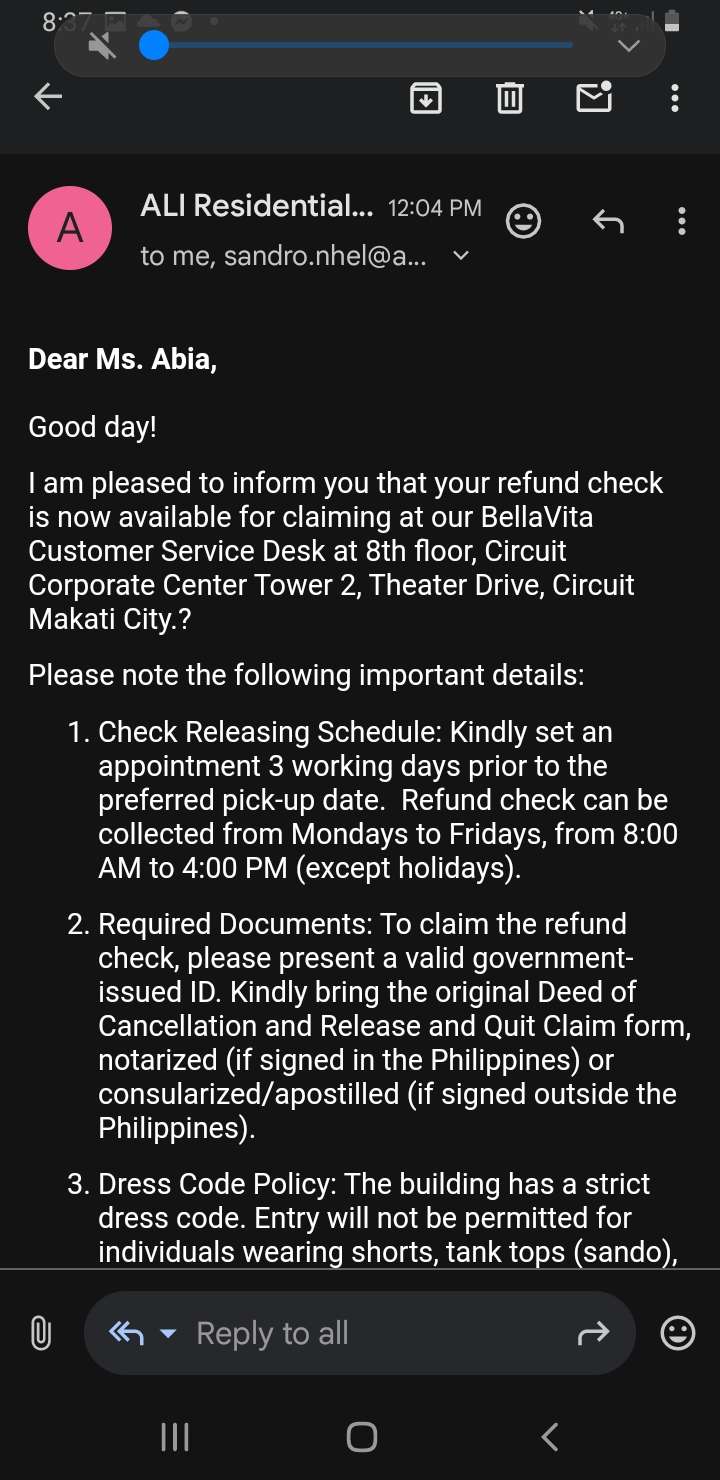 8:37
ALI Residential... 12:04 PM
to me, sandro.nhel@a...
A
Dear Ms. Abia,
Good day!
I am pleased to inform you that your refund check
is now available for claiming at our BellaVita
Customer Service Desk at 8th floor, Circuit
Corporate Center Tower 2, Theater Drive, Circuit
Makati City.?
Please note the following important details:
1. Check Releasing Schedule: Kindly set an
appointment 3 working days prior to the
preferred pick-up date.  Refund check can be
collected from Mondays to Fridays, from 8:00
AM to 4:00 PM (except holidays).
2. Required Documents: To claim the refund
check, please present a valid government-
issued ID. Kindly bring the original Deed of
Cancellation and Release and Quit Claim form,
notarized (if signed in the Philippines) or
consularized/apostilled (if signed outside the
Philippines).
3. Dress Code Policy: The building has a strict
dress code. Entry will not be permitted for
individuals wearing shorts, tank tops (sando),
Reply to all